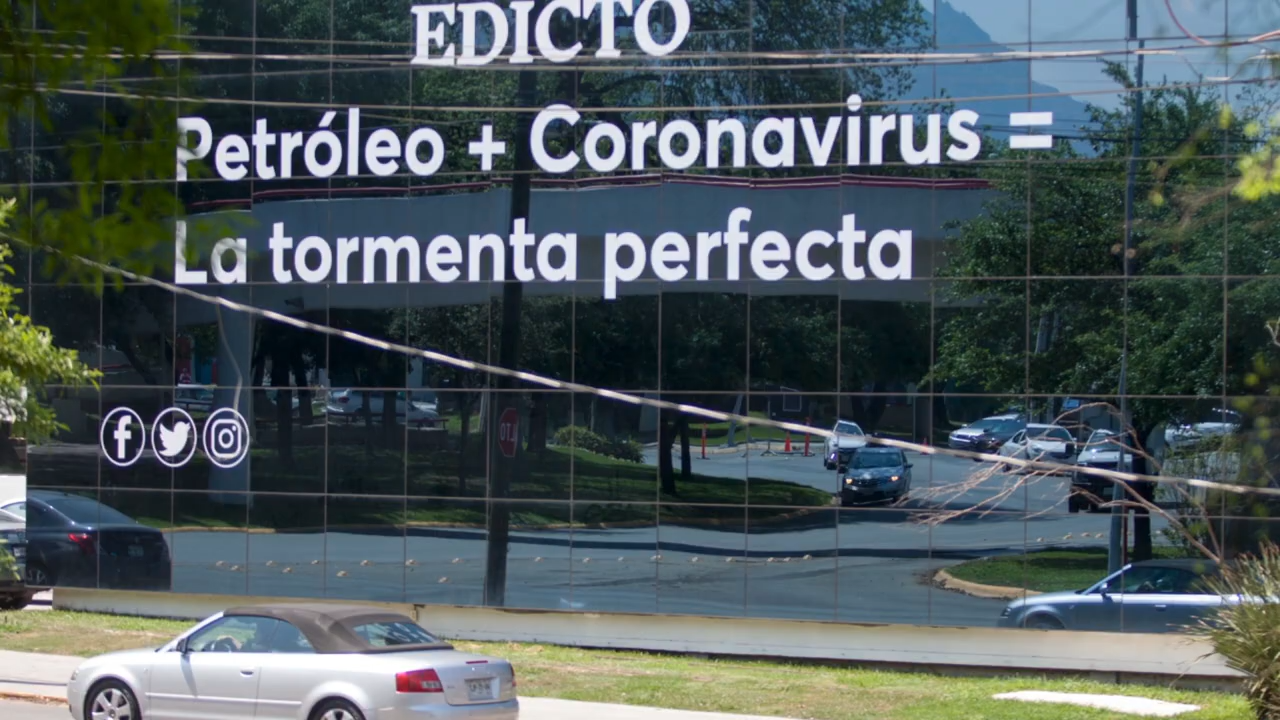 EDICTO
Petróleo + Coronavirus =
La tormenta perfecta